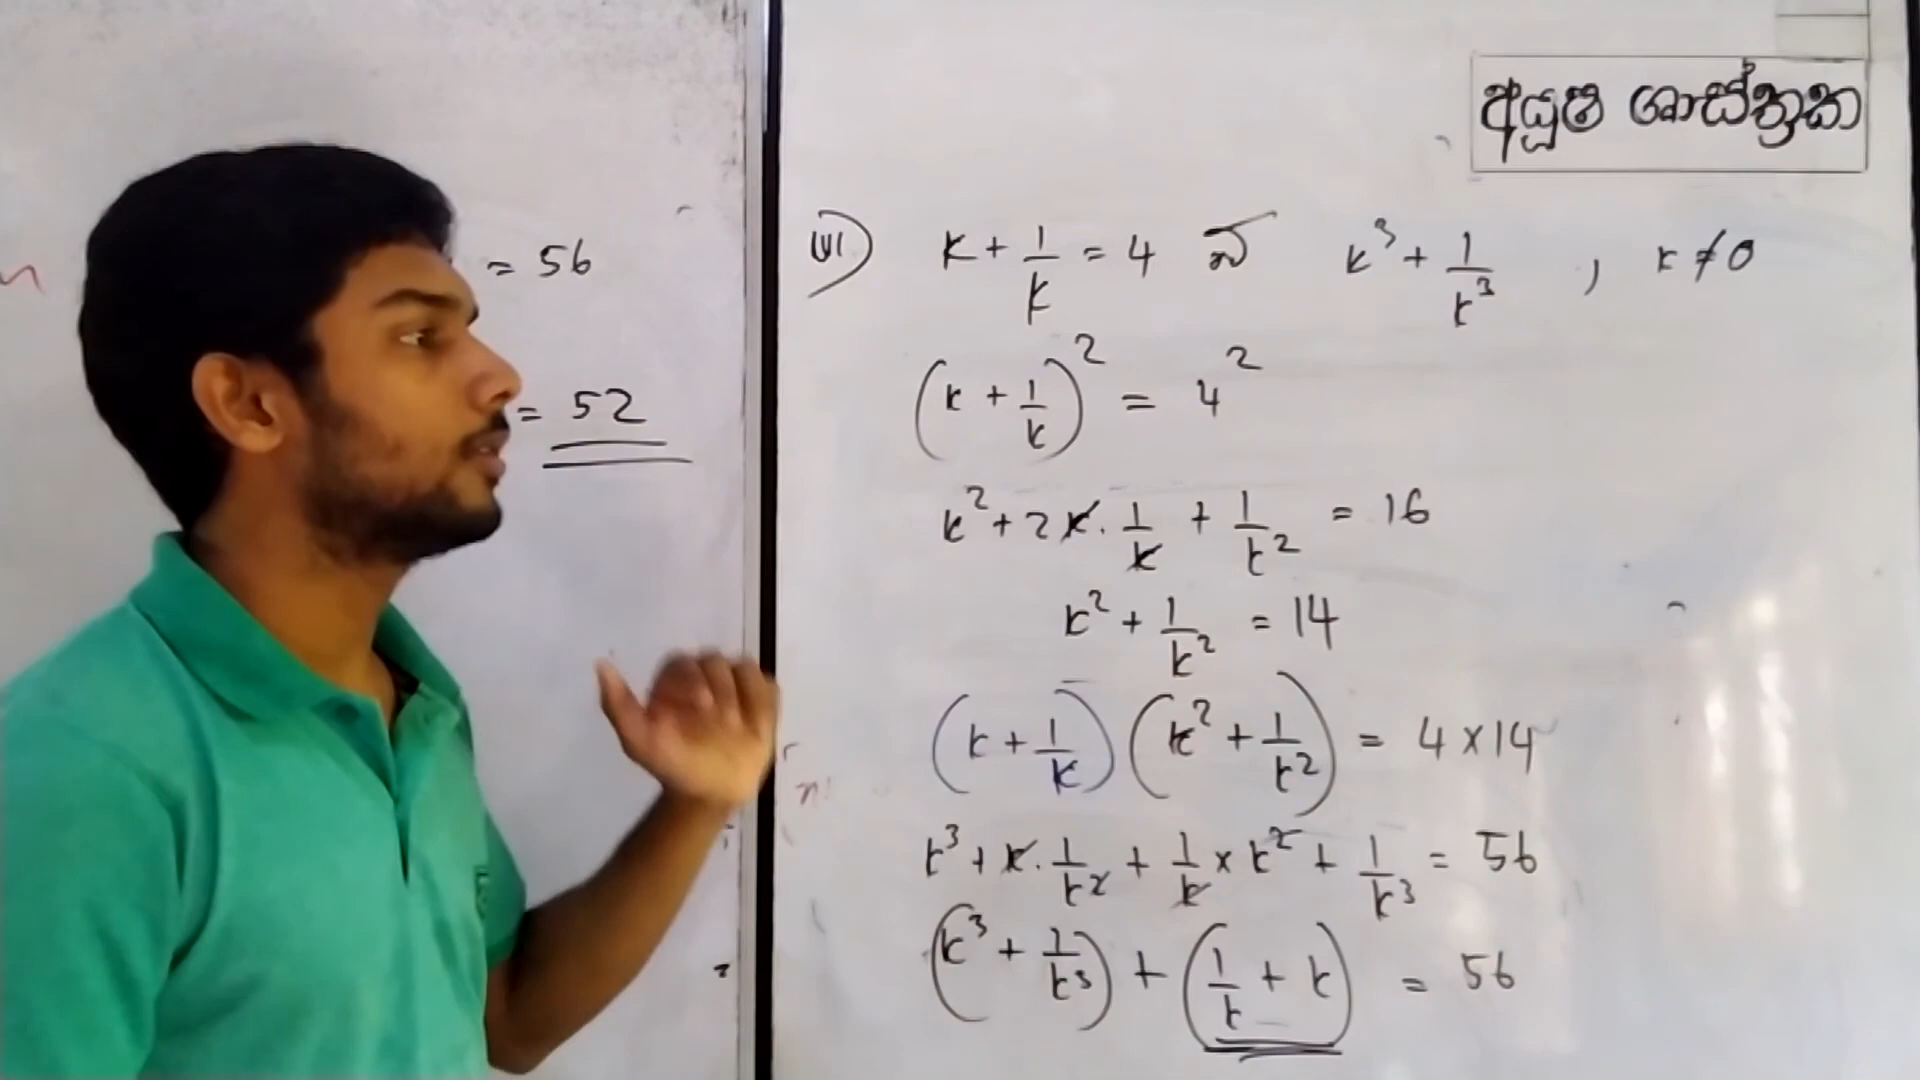 = 56
= 52
අයුෂ ශාස්ත්‍රක
VI) k + 1/k = 4 නම් k³ + 1/k³ , k ≠ 0
(k + 1/k)² = 4²
k² + 2k · 1/k + 1/k² = 16
k² + 1/k² = 14
(k + 1/k)(k² + 1/k²) = 4 × 14
k³ + k · 1/k² + 1/k × k² + 1/k³ = 56
(k³ + 1/k³) + (1/k + k) = 56